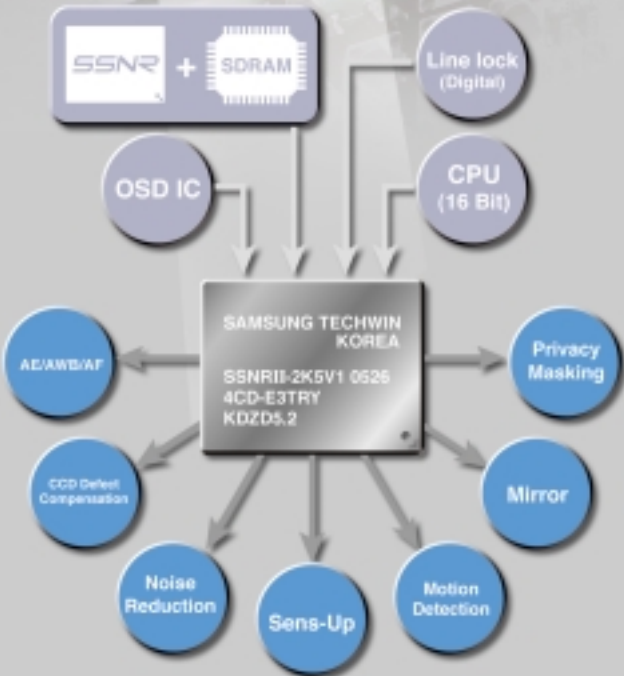 SSNR + SDRAM
Line lock
(Digital)
OSD IC
CPU
(16 Bit)
SAMSUNG TECHWIN
KOREA
SSNRII-2K5V1 0526
4CD-E3TRY
KDZD5.2
AE/AWB/AF
Privacy
Masking
CCD Defect
Compensation
Mirror
Noise
Reduction
Sens-Up
Motion
Detection